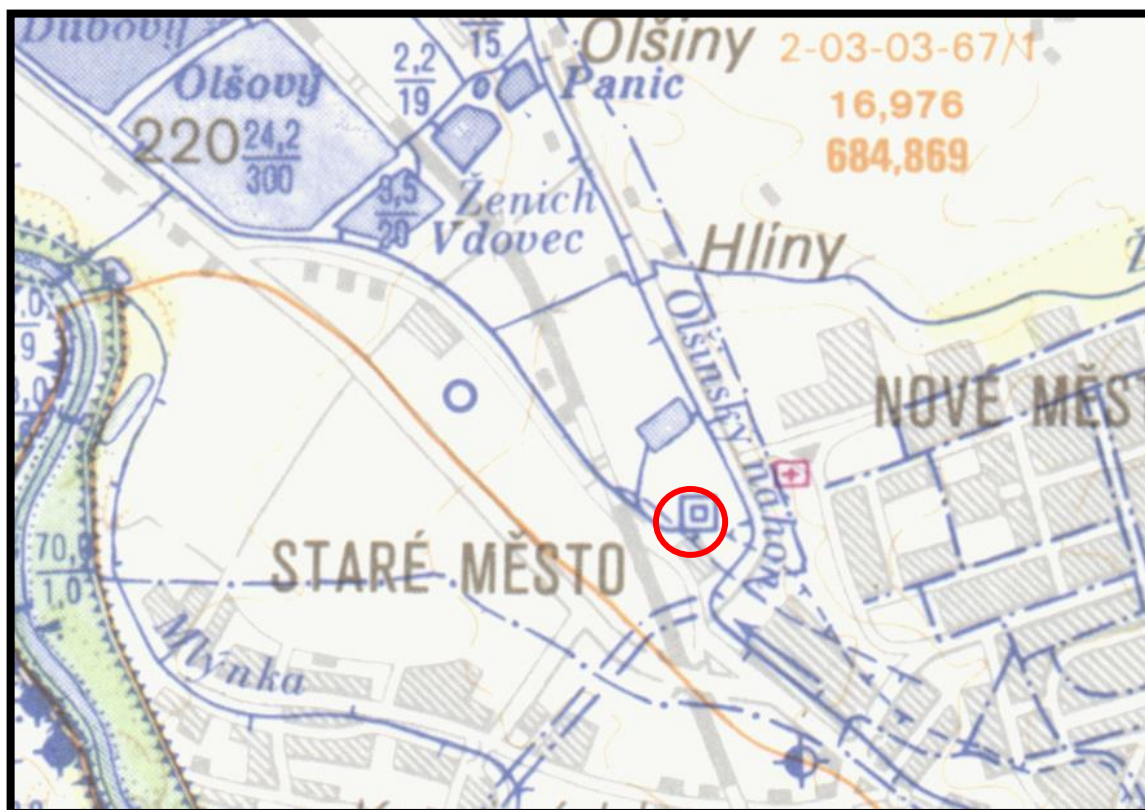 Olšiny
2-03-03-67/1
16,976
684,869
15
2,2
19
Panic
Olšový
220
24,2
300
Ženich
3,5
20
Vdovec
Hlíny
Olšinský náhon
NOVÉ MĚST
STARÉ MĚSTO
70,0
1,0
Mlýnka